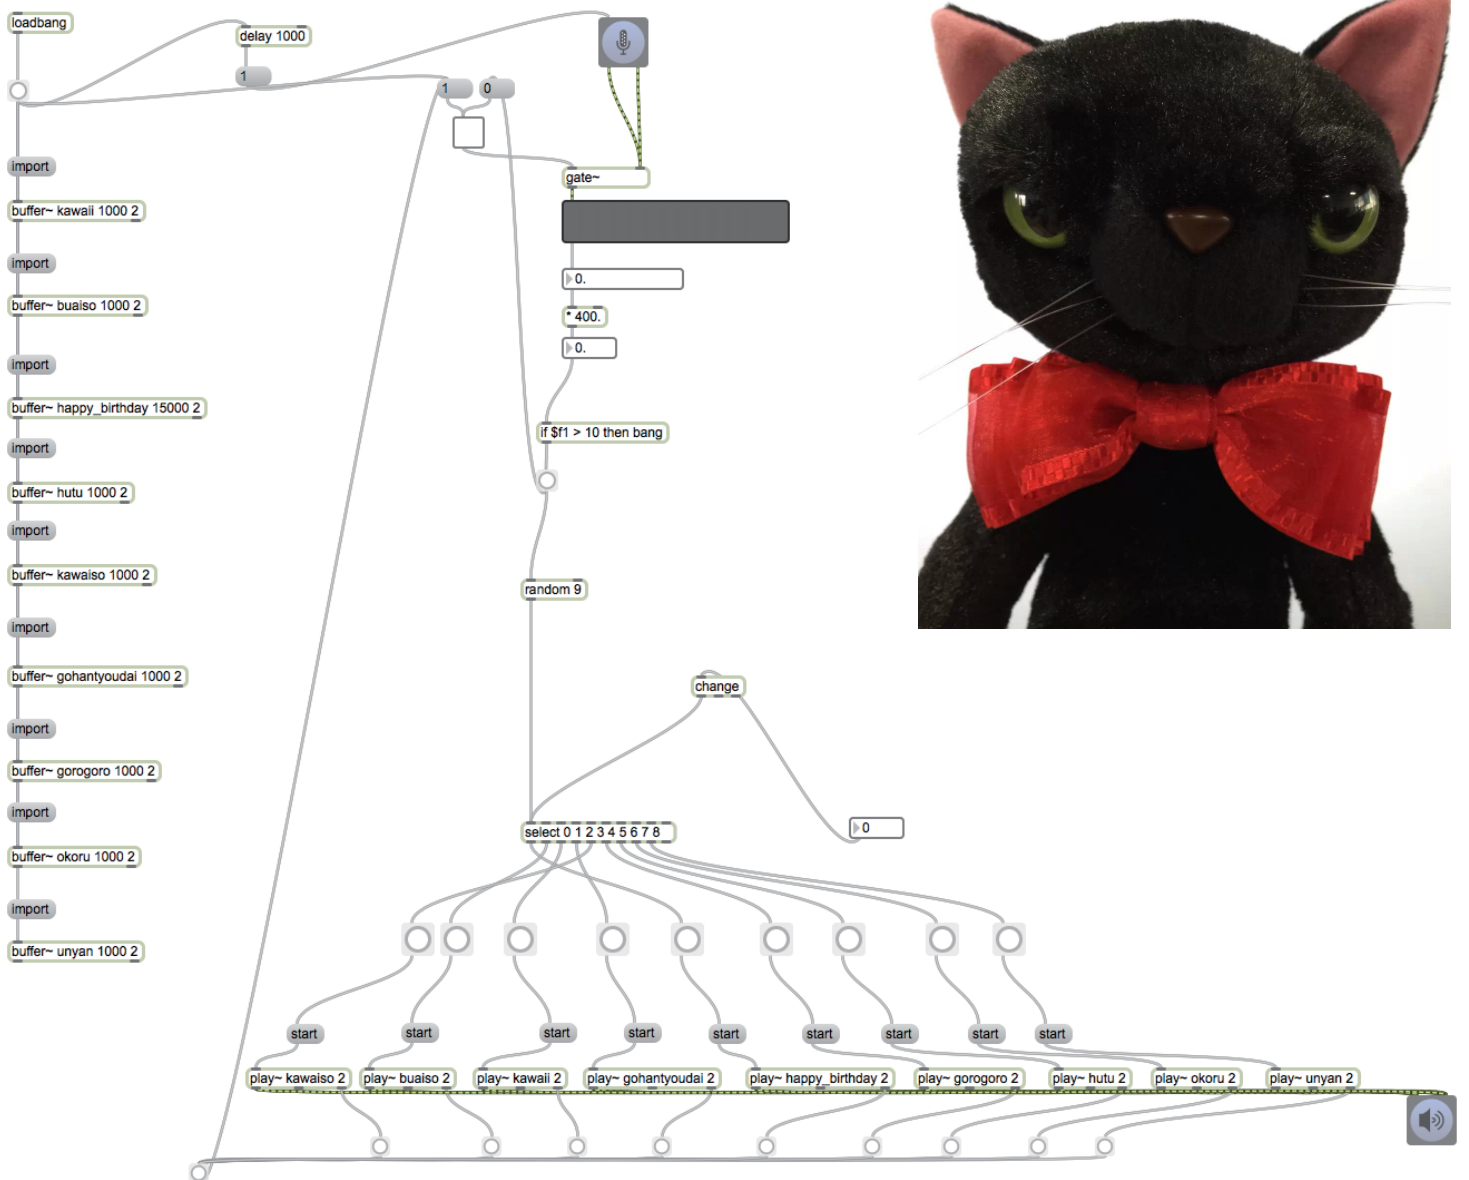 loadbang
delay 1000
1
1
0
import
gate~
buffer~ kawaii 1000 2
import
0.
buffer~ buaiso 1000 2
* 400.
0.
import
buffer~ happy_birthday 15000 2
if $f1 > 10 then bang
import
buffer~ hutu 1000 2
import
buffer~ kawaiso 1000 2
random 9
import
buffer~ gohantyoudai 1000 2
change
import
buffer~ gorogoro 1000 2
import
select 0 1 2 3 4 5 6 7 8
0
buffer~ okoru 1000 2
import
buffer~ unyan 1000 2
start
start
start
start
start
start
start
start
start
play~ kawaiso 2
play~ buaiso 2
play~ kawaii 2
play~ gohantyoudai 2
play~ happy_birthday 2
play~ gorogoro 2
play~ hutu 2
play~ okoru 2
play~ unyan 2